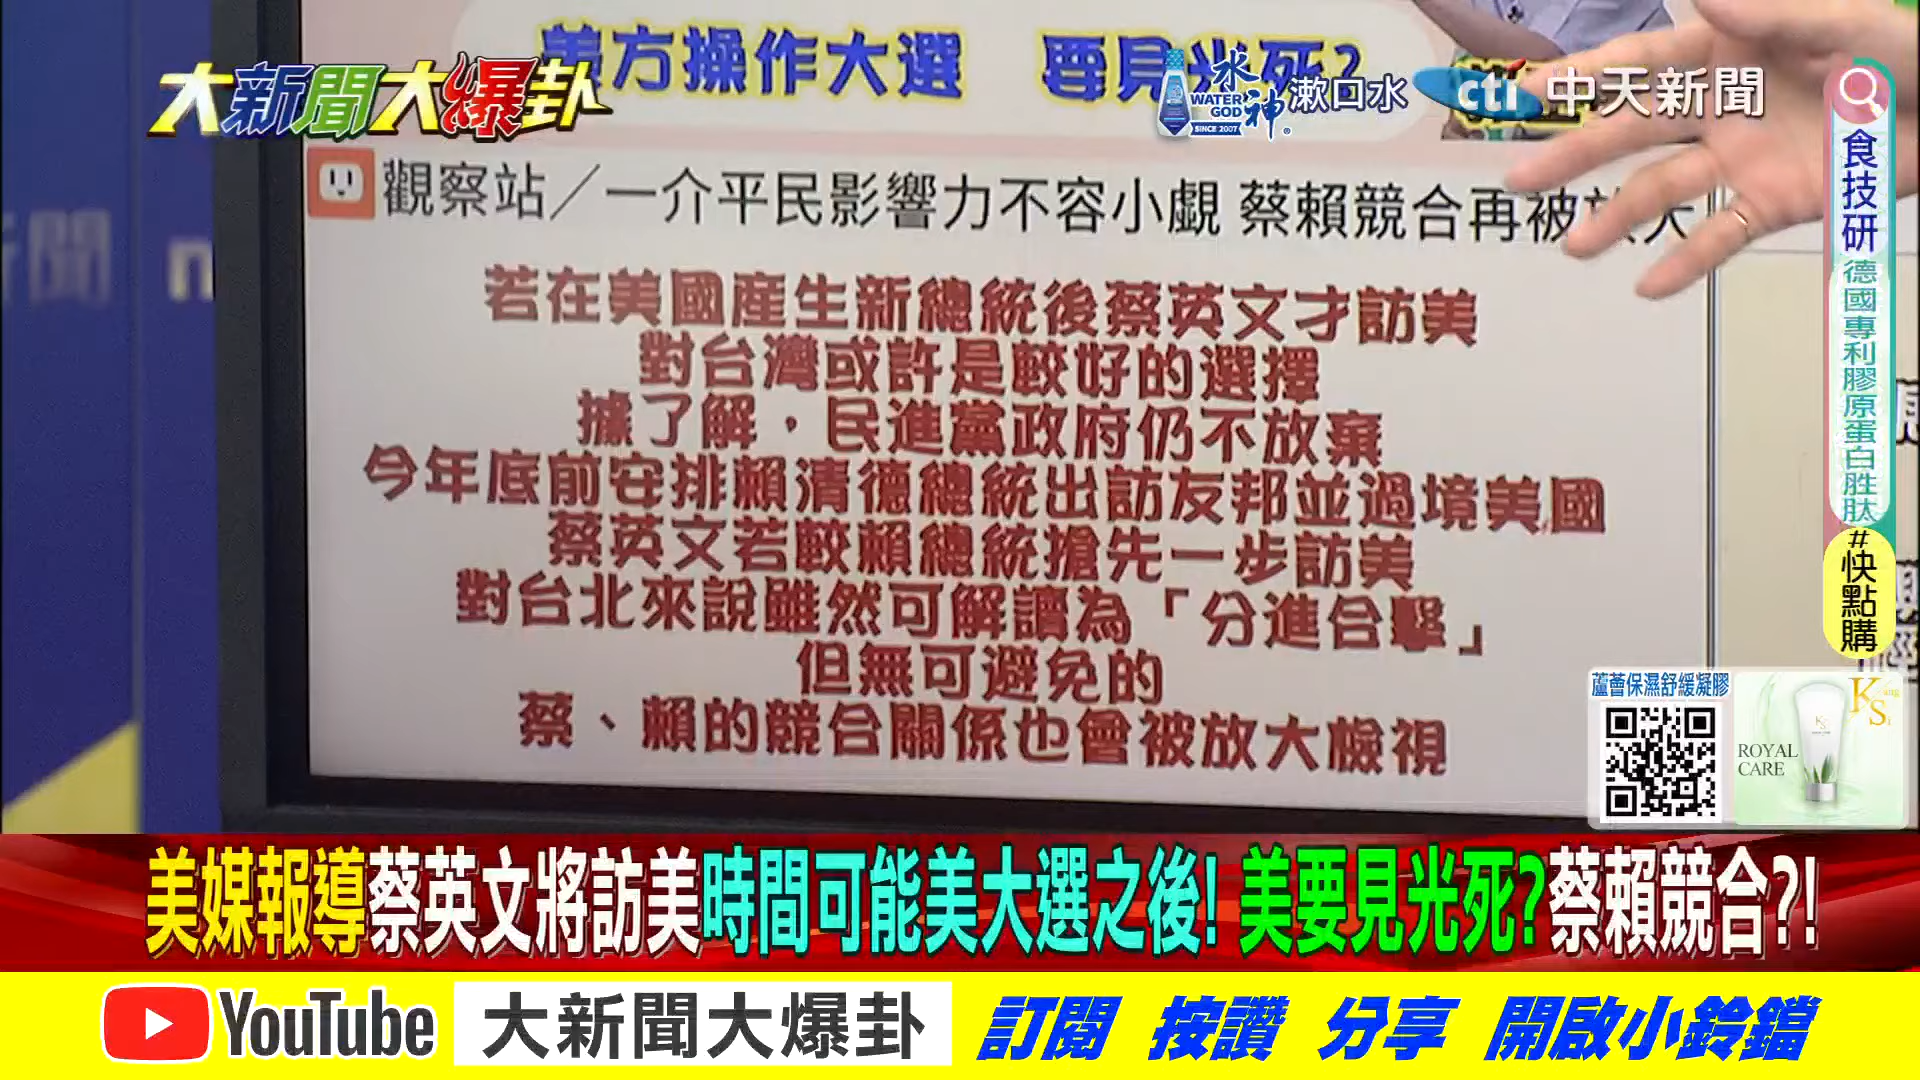 美方操作大選 要見光死?
大新聞大爆卦
水神
WATER GOD
SINCE 2007
漱口水
cti 中天新聞
觀察站／一介平民影響力不容小覷 蔡賴競合再被放大
若在美國產生新總統後蔡英文才訪美
對台灣或許是較好的選擇
據了解，民進黨政府仍不放棄
今年底前安排賴清德總統出訪友邦並過境美國
蔡英文若較賴總統搶先一步訪美
對台北來說雖然可解讀為「分進合擊」
但無可避免的
蔡、賴的競合關係也會被放大檢視
食技研
德國專利膠原蛋白胜肽
#快點購
蘆薈保濕舒緩凝膠
ROYAL
CARE
美媒報導蔡英文將訪美時間可能美大選之後! 美要見光死?蔡賴競合?!
YouTube 大新聞大爆卦 訂閱 按讚 分享 開啟小鈴鐺